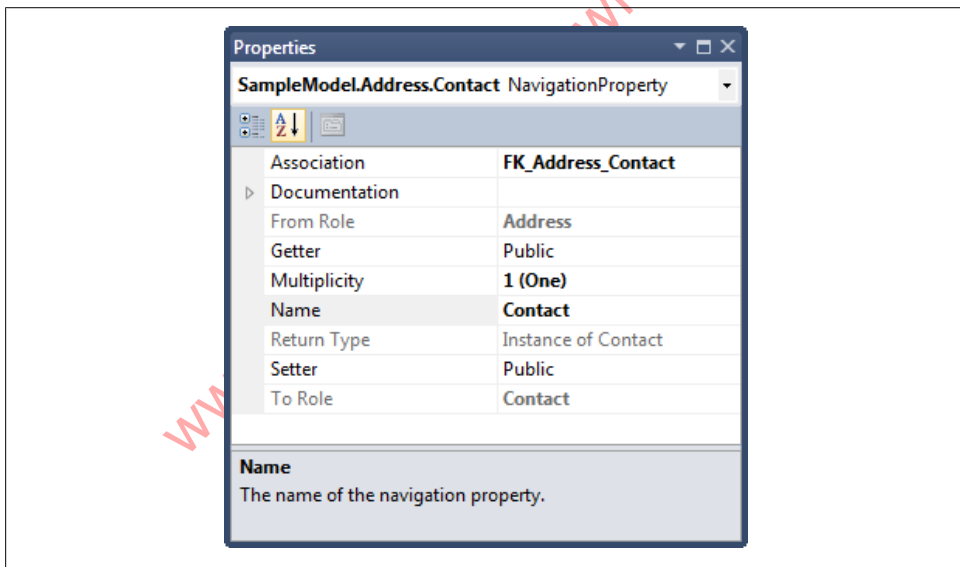 Properties
SampleModel.Address.Contact NavigationProperty
A Z
Association FK_Address_Contact
Documentation
From Role Address
Getter Public
Multiplicity 1 (One)
Name Contact
Return Type Instance of Contact
Setter Public
To Role Contact
Name
The name of the navigation property.